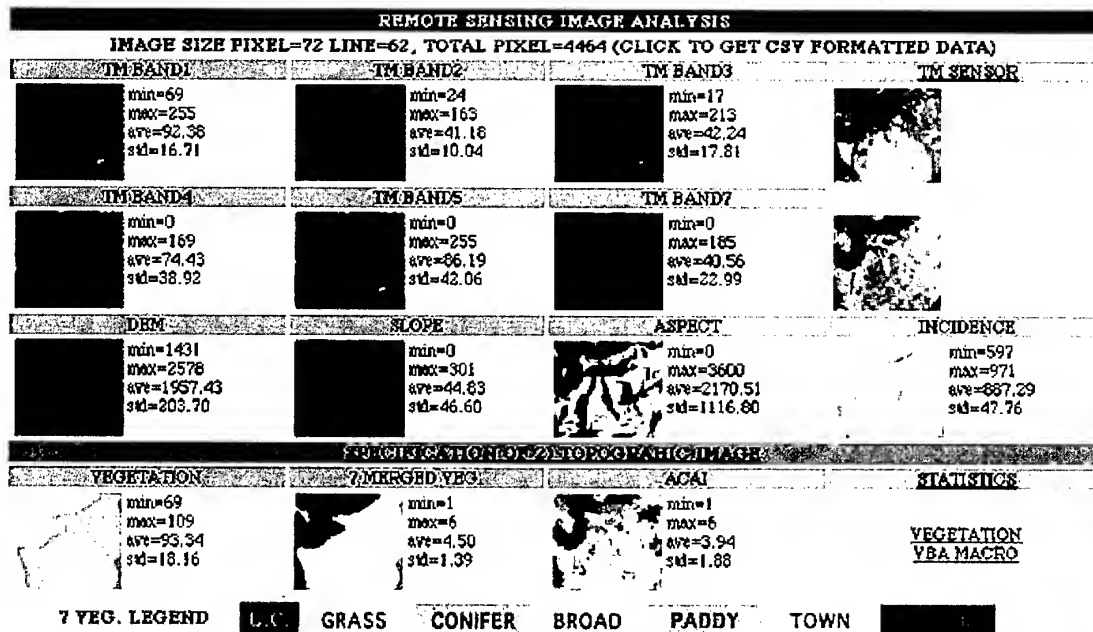 REMOTE SENSING IMAGE ANALYSIS
IMAGE SIZE PIXEL=72 LINE=62, TOTAL PIXEL=4464 (CLICK TO GET CSV FORMATTED DATA)
TM BAND1 TM BAND2 TM BAND3 TM SENSOR
min=69 min=24 min=17
max=255 max=163 max=213
ave=92.38 ave=41.18 ave=42.24
std=16.71 std=10.04 std=17.81
TM BAND4 TM BAND5 TM BAND7
min=0 min=0 min=0
max=169 max=255 max=185
ave=74.43 ave=86.19 ave=40.56
std=38.92 std=42.06 std=22.99
DEM SLOPE ASPECT INCIDENCE
min=1431 min=0 min=0 min=597
max=2578 max=301 max=3600 max=971
ave=1957.43 ave=44.83 ave=2170.51 ave=887.29
std=203.70 std=46.60 std=1116.80 std=47.76
TOPOGRAFIC IMAGE
VEGETATION 7 MERGED VEG. ACAI STATISTICS
min=69 min=1 min=1
max=109 max=6 max=6
ave=93.34 ave=4.50 ave=3.94
std=18.16 std=1.39 std=1.88
VEGETATION
VBA MACRO
7 VEG. LEGEND L.C. GRASS CONIFER BROAD PADDY TOWN